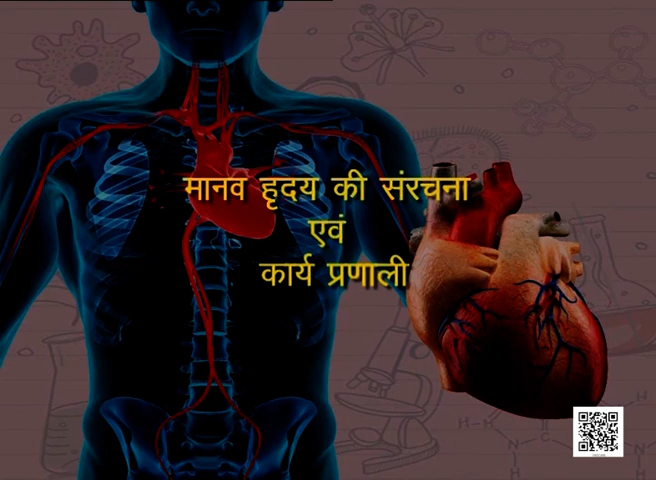 मानव हृदय की संरचना
एवं
कार्य प्रणाली